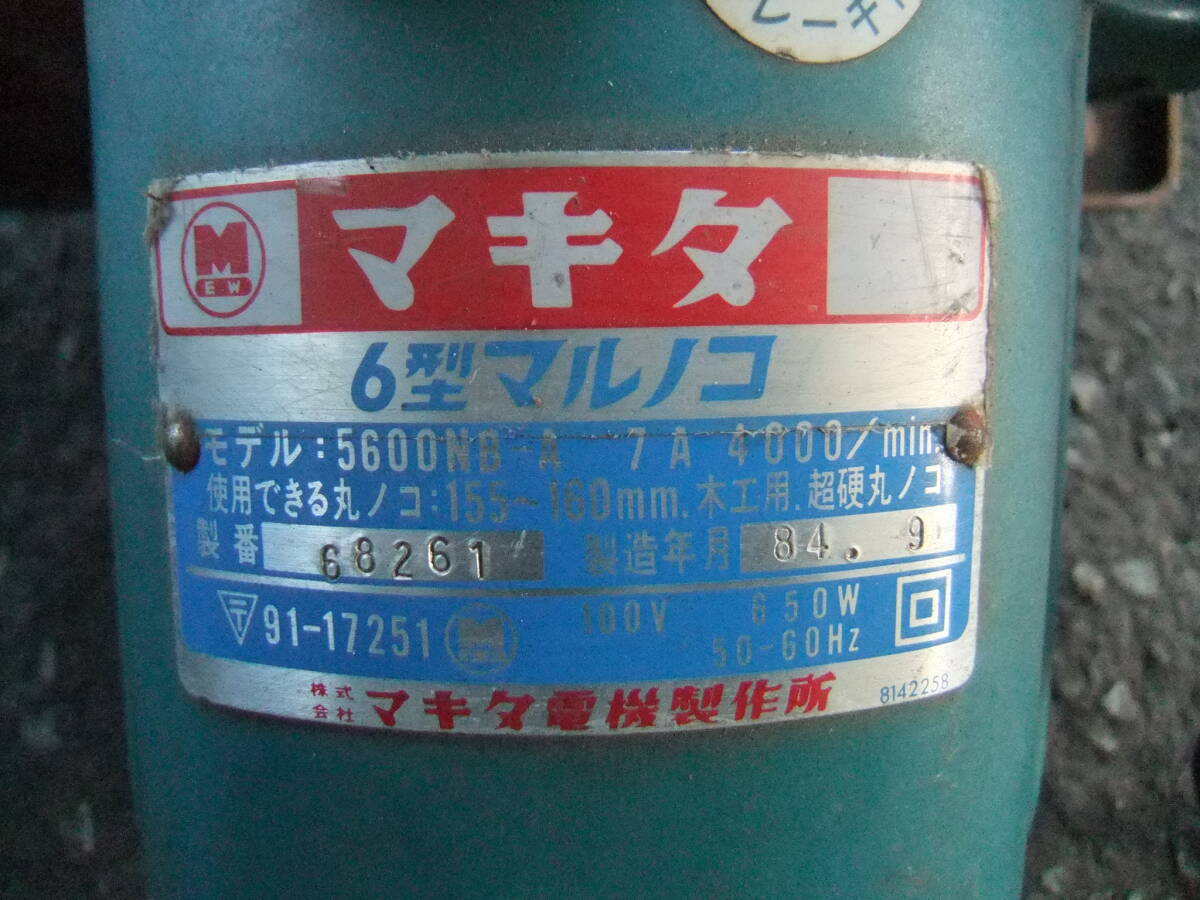 レーキ
M
E W
マキタ
6型マルノコ
モデル:5600NB-A 7A 4000/min.
使用できる丸ノコ:155~160mm.木工用.超硬丸ノコ
製番 68261 製造年月 84. 9
〒 91-17251 M 100V 650W
50-60Hz
株式会社 マキタ電機製作所 8142258